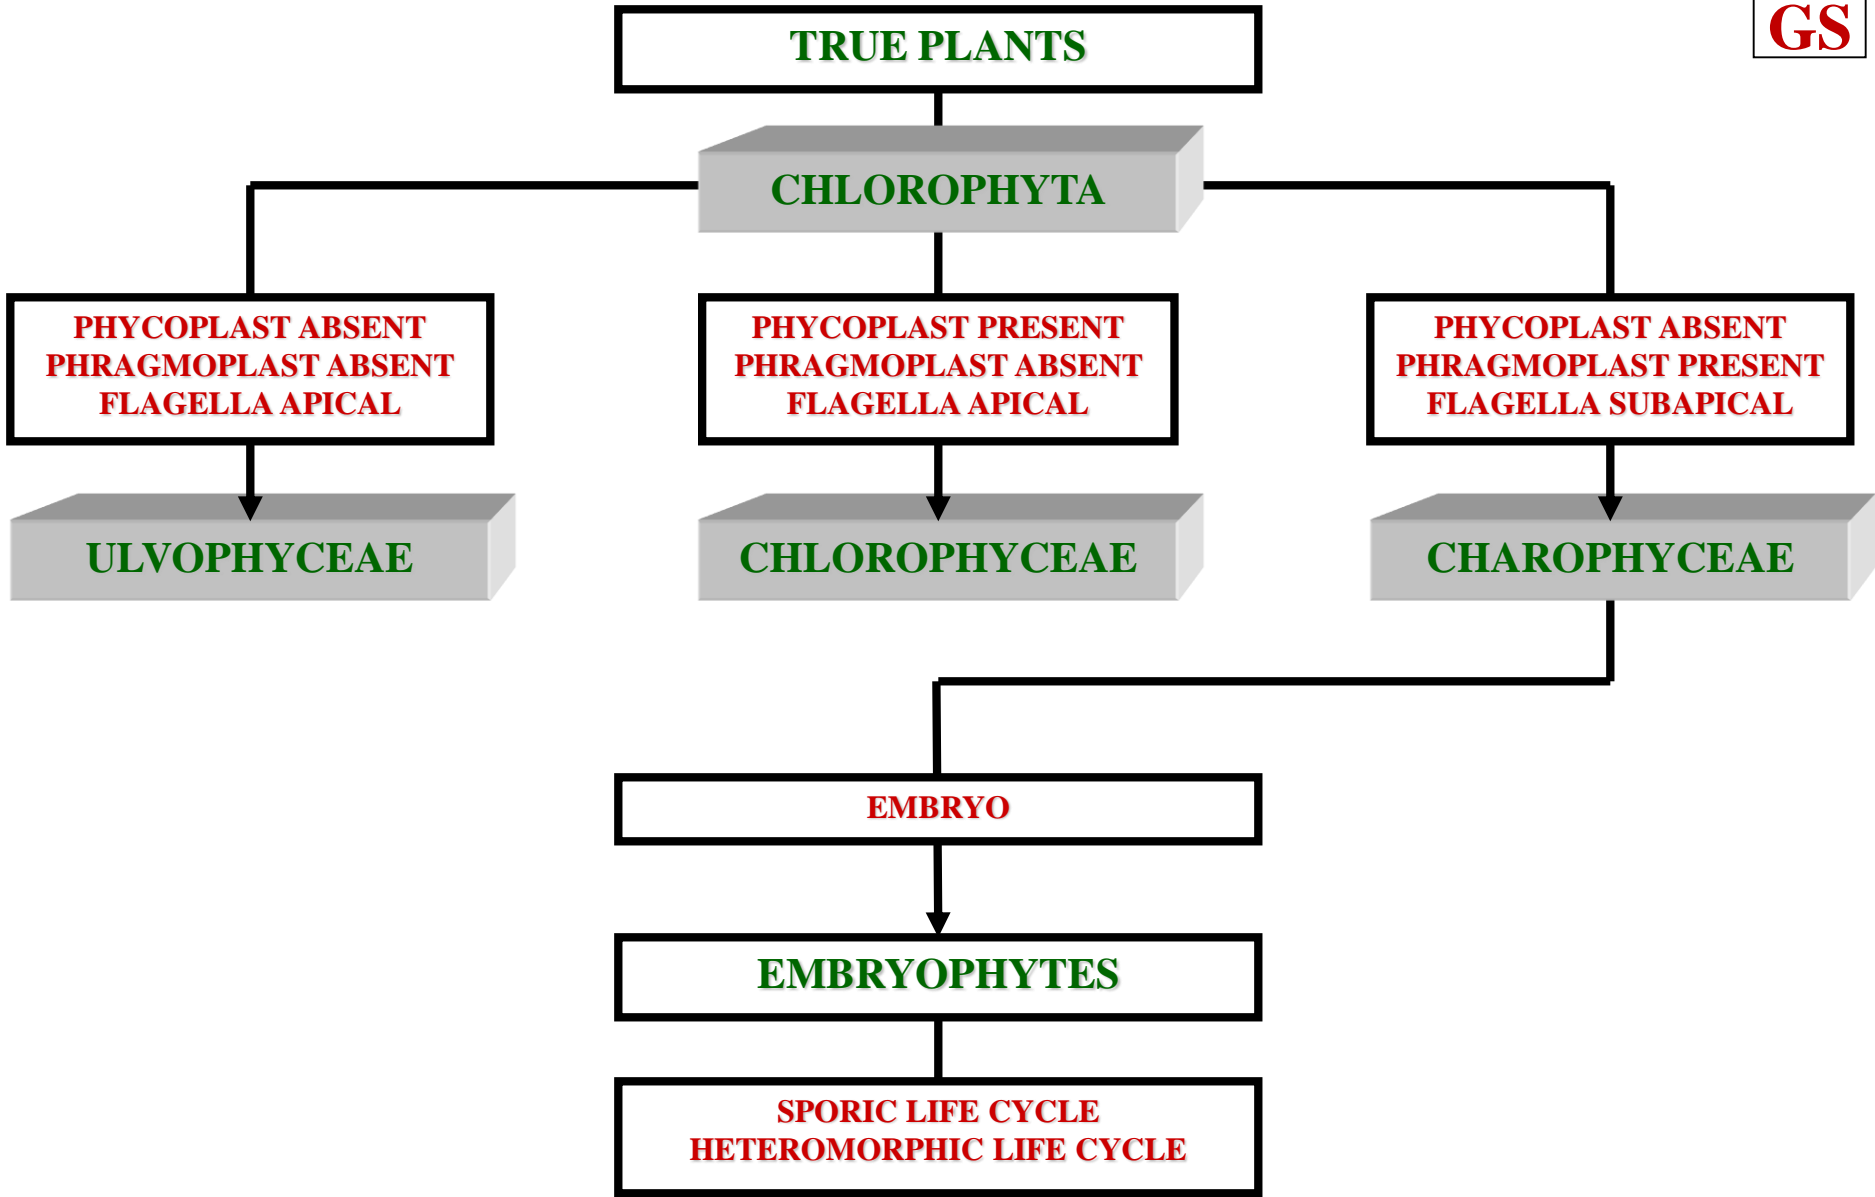 GS
TRUE PLANTS
CHLOROPHYTA
PHYCOPLAST ABSENT
PHRAGMOPLAST ABSENT
FLAGELLA APICAL
PHYCOPLAST PRESENT
PHRAGMOPLAST ABSENT
FLAGELLA APICAL
PHYCOPLAST ABSENT
PHRAGMOPLAST PRESENT
FLAGELLA SUBAPICAL
ULVOPHYCEAE
CHLOROPHYCEAE
CHAROPHYCEAE
EMBRYO
EMBRYOPHYTES
SPORIC LIFE CYCLE
HETEROMORPHIC LIFE CYCLE